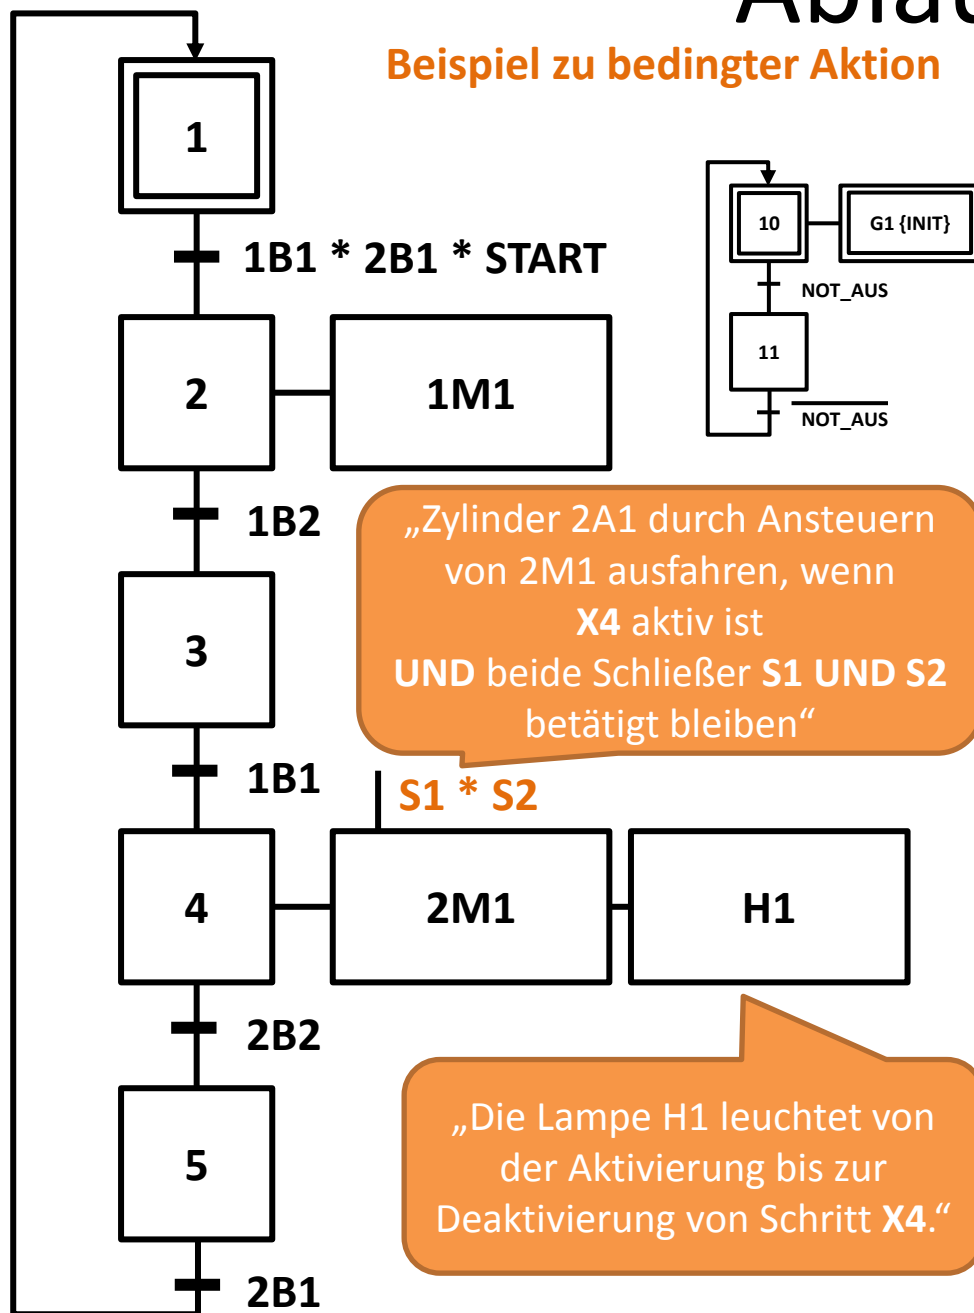 Beispiel zu bedingter Aktion
1
1B1 * 2B1 * START
10
G1 {INIT}
NOT_AUS
11
NOT_AUS
2
1M1
1B2
„Zylinder 2A1 durch Ansteuern
von 2M1 ausfahren, wenn
X4 aktiv ist
UND beide Schließer S1 UND S2
betätigt bleiben“
3
1B1
S1 * S2
4
2M1
H1
2B2
„Die Lampe H1 leuchtet von
der Aktivierung bis zur
Deaktivierung von Schritt X4.“
5
2B1